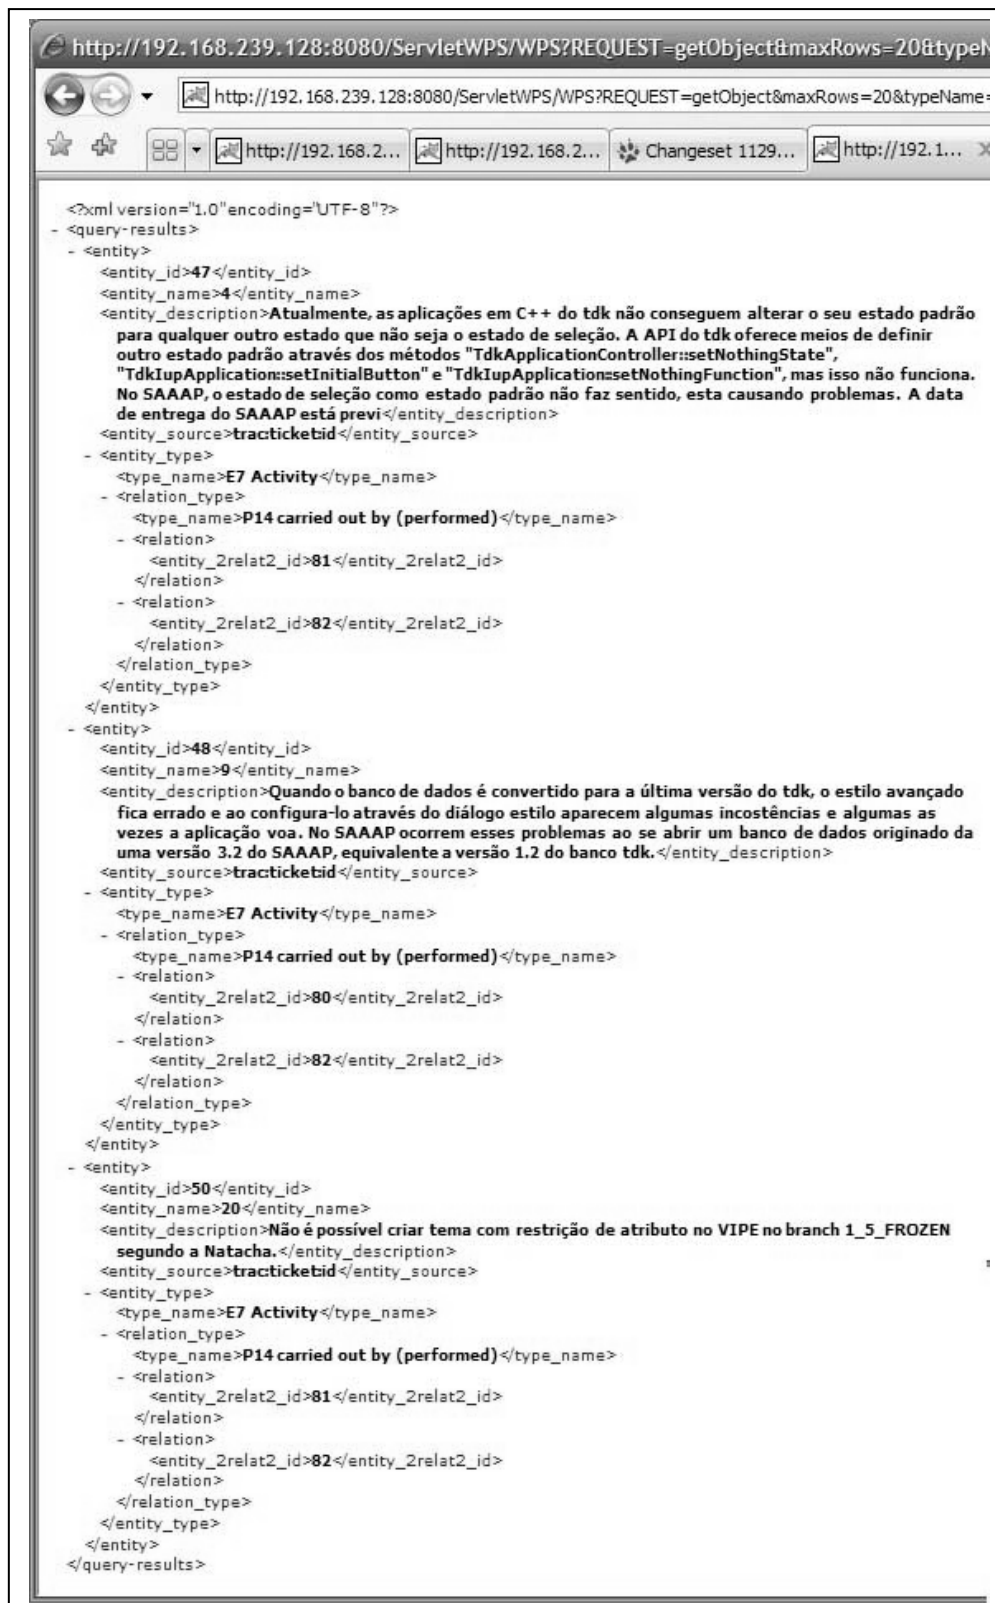 http://192.168.239.128:8080/ServletWPS/WPS?REQUEST=getObject&maxRows=20&typeN
http://192.168.239.128:8080/ServletWPS/WPS?REQUEST=getObject&maxRows=20&typeName=
http://192.168.2... http://192.168.2... Changeset 1129... http://192.1...
<?xml version="1.0" encoding="UTF-8"?>
- <query-results>
- <entity>
<entity_id>47</entity_id>
<entity_name>4</entity_name>
<entity_description>Atualmente, as aplicações em C++ do tdk não conseguem alterar o seu estado padrão
para qualquer outro estado que não seja o estado de seleção. A API do tdk oferece meios de definir
outro estado padrão através dos métodos "TdkApplicationController::setNothingState",
"TdkIupApplication::setInitialButton" e "TdkIupApplication::setNothingFunction", mas isso não funciona.
No SAAAP, o estado de seleção como estado padrão não faz sentido, esta causando problemas. A data
de entrega do SAAAP está previ</entity_description>
<entity_source>trac:ticket:id</entity_source>
- <entity_type>
<type_name>E7 Activity</type_name>
- <relation_type>
<type_name>P14 carried out by (performed)</type_name>
- <relation>
<entity_2relat2_id>81</entity_2relat2_id>
</relation>
- <relation>
<entity_2relat2_id>82</entity_2relat2_id>
</relation>
</relation_type>
</entity_type>
</entity>
- <entity>
<entity_id>48</entity_id>
<entity_name>9</entity_name>
<entity_description>Quando o banco de dados é convertido para a última versão do tdk, o estilo avançado
fica errado e ao configura-lo através do diálogo estilo aparecem algumas incostências e algumas as
vezes a aplicação voa. No SAAAP ocorrem esses problemas ao se abrir um banco de dados originado da
uma versão 3.2 do SAAAP, equivalente a versão 1.2 do banco tdk.</entity_description>
<entity_source>trac:ticket:id</entity_source>
- <entity_type>
<type_name>E7 Activity</type_name>
- <relation_type>
<type_name>P14 carried out by (performed)</type_name>
- <relation>
<entity_2relat2_id>80</entity_2relat2_id>
</relation>
- <relation>
<entity_2relat2_id>82</entity_2relat2_id>
</relation>
</relation_type>
</entity_type>
</entity>
- <entity>
<entity_id>50</entity_id>
<entity_name>20</entity_name>
<entity_description>Não é possível criar tema com restrição de atributo no VIPE no branch 1_5_FROZEN
segundo a Natacha.</entity_description>
<entity_source>trac:ticket:id</entity_source>
- <entity_type>
<type_name>E7 Activity</type_name>
- <relation_type>
<type_name>P14 carried out by (performed)</type_name>
- <relation>
<entity_2relat2_id>81</entity_2relat2_id>
</relation>
- <relation>
<entity_2relat2_id>82</entity_2relat2_id>
</relation>
</relation_type>
</entity_type>
</entity>
</query-results>